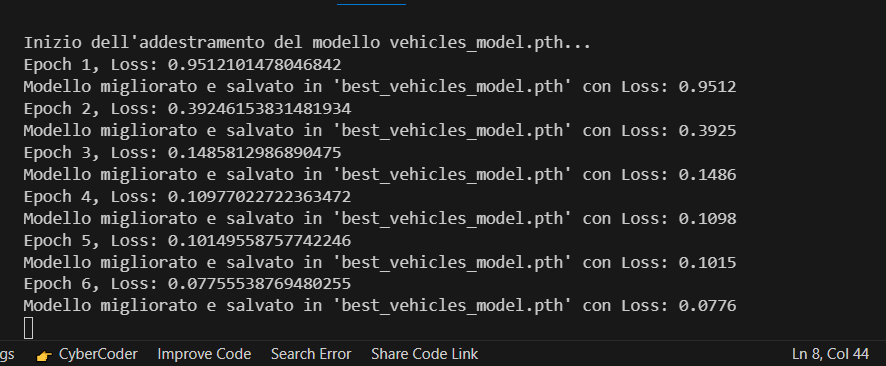 Inizio dell'addestramento del modello vehicles_model.pth...
Epoch 1, Loss: 0.9512101478046842
Modello migliorato e salvato in 'best_vehicles_model.pth' con Loss: 0.9512
Epoch 2, Loss: 0.39246153831481934
Modello migliorato e salvato in 'best_vehicles_model.pth' con Loss: 0.3925
Epoch 3, Loss: 0.1485812986890475
Modello migliorato e salvato in 'best_vehicles_model.pth' con Loss: 0.1486
Epoch 4, Loss: 0.10977022722363472
Modello migliorato e salvato in 'best_vehicles_model.pth' con Loss: 0.1098
Epoch 5, Loss: 0.10149558757742246
Modello migliorato e salvato in 'best_vehicles_model.pth' con Loss: 0.1015
Epoch 6, Loss: 0.07755538769480255
Modello migliorato e salvato in 'best_vehicles_model.pth' con Loss: 0.0776
gs 👉 CyberCoder Improve Code Search Error Share Code Link Ln 8, Col 44